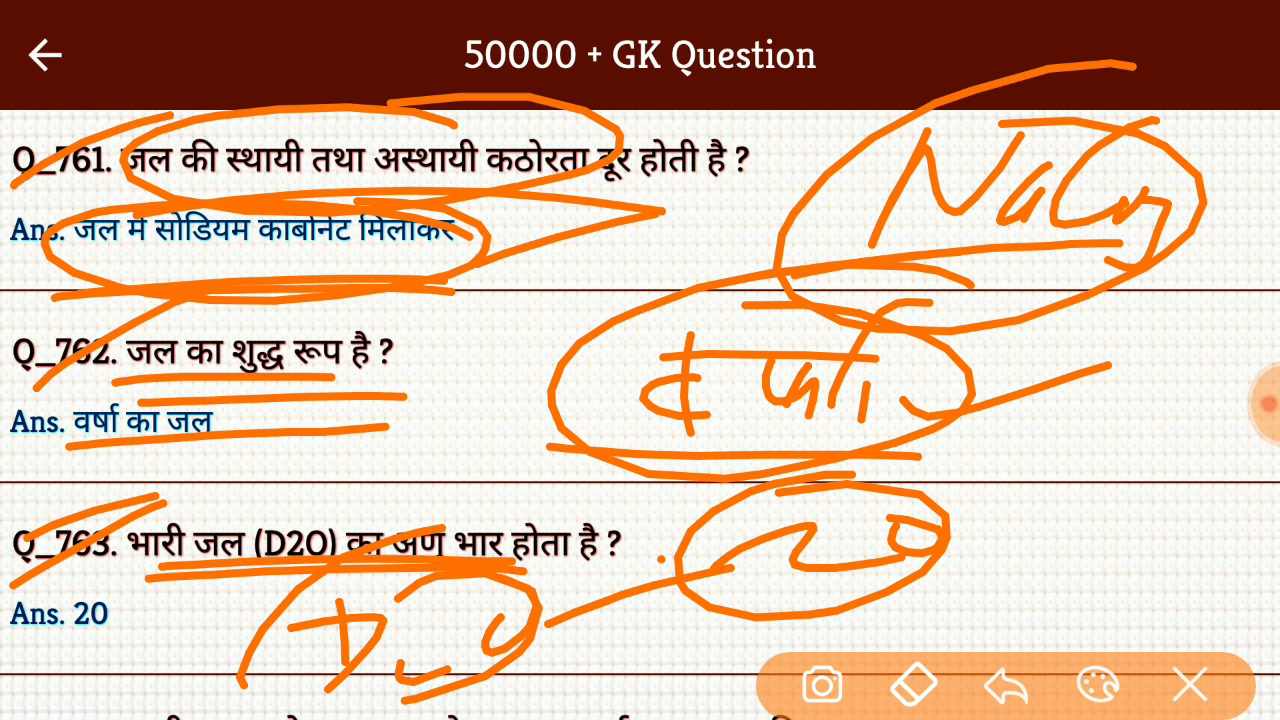 50000 + GK Question
Q_761. जल की स्थायी तथा अस्थायी कठोरता दूर होती है ?
Ans. जल में सोडियम कार्बोनेट मिलाकर
Q_762. जल का शुद्ध रूप है ?
Ans. वर्षा का जल
Q_763. भारी जल (D2O) का अणु भार होता है ?
Ans. 20
20